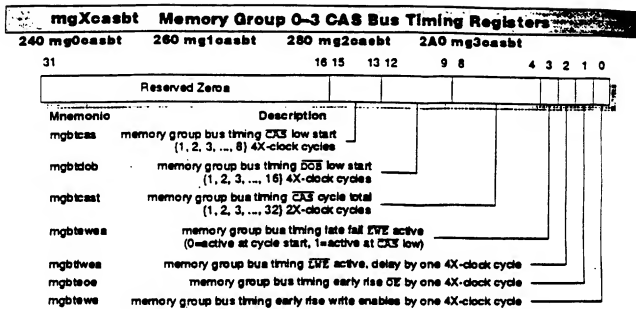 mgXcasbt Memory Group 0–3 CAS Bus Timing Registers
240 mg0casbt 260 mg1casbt 280 mg2casbt 2A0 mg3casbt
31 16 15 13 12 9 8 4 3 2 1 0
Reserved Zeros
Mnemonic Description
mgbtcas memory group bus timing CAS low start
(1, 2, 3, ..., 8) 4X-clock cycles
mgbtdob memory group bus timing DOB low start
(1, 2, 3, ..., 16) 4X-clock cycles
mgbtcast memory group bus timing CAS cycle total
(1, 2, 3, ..., 32) 2X-clock cycles
mgbtewea memory group bus timing late fall LWE active
(0=active at cycle start, 1=active at CAS low)
mgbtlwea memory group bus timing LWE active, delay by one 4X-clock cycle
mgbteoe memory group bus timing early rise OE by one 4X-clock cycle
mgbtewe memory group bus timing early rise write enables by one 4X-clock cycle